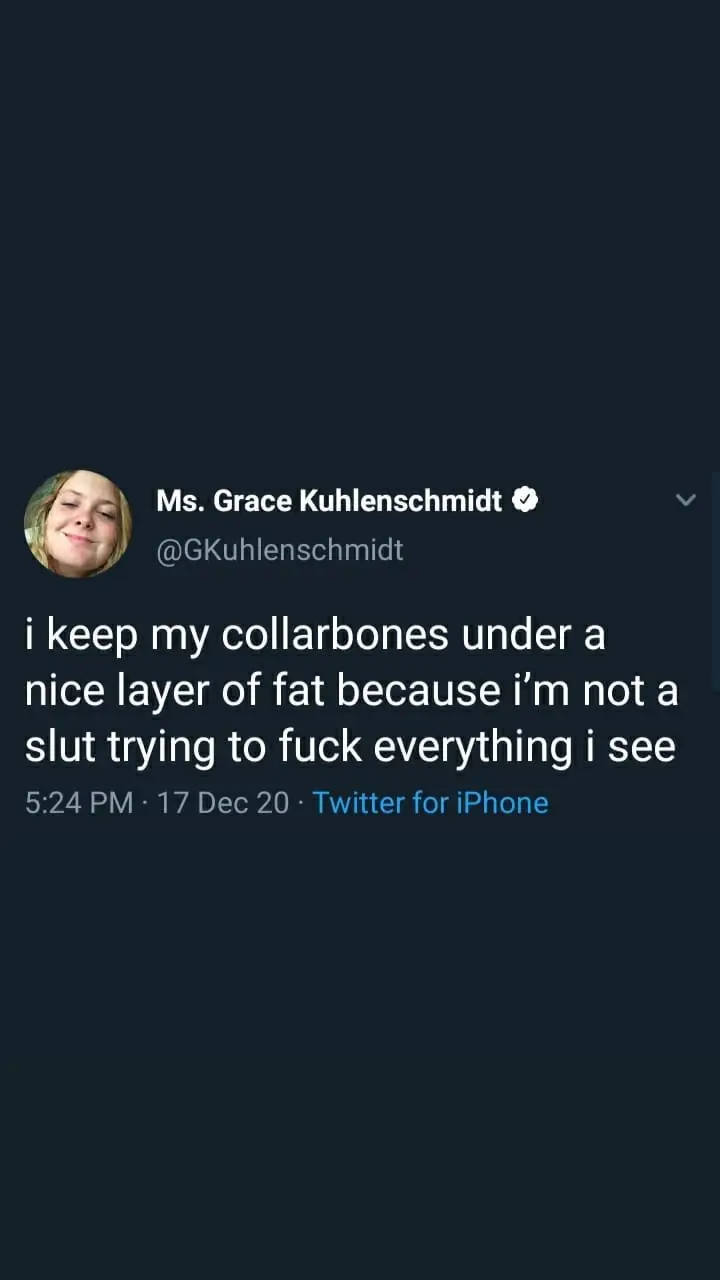 Ms. Grace Kuhlenschmidt
@GKuhlenschmidt
i keep my collarbones under a
nice layer of fat because i’m not a
slut trying to fuck everything i see
5:24 PM · 17 Dec 20 · Twitter for iPhone